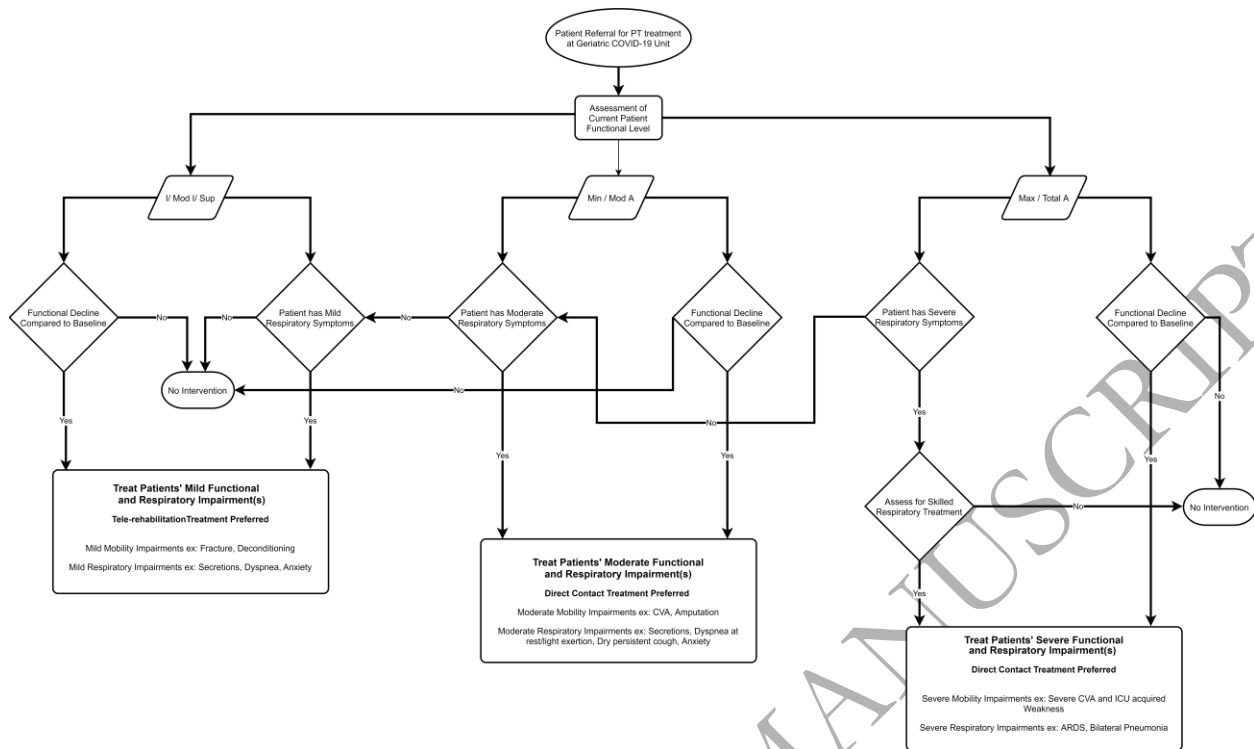 Patient Referral for PT treatment
at Geriatric COVID-19 Unit
Assessment of
Current Patient
Functional Level
I/ Mod I/ Sup
Min / Mod A
Max / Total A
Functional Decline
Compared to Baseline
No
Patient has Mild
Respiratory Symptoms
No
Patient has Moderate
Respiratory Symptoms
No
Functional Decline
Compared to Baseline
Patient has Severe
Respiratory Symptoms
Functional Decline
Compared to Baseline
No Intervention
No
No
No
Yes
Yes
Yes
Yes
Yes
Yes
Treat Patients' Mild Functional
and Respiratory Impairment(s)
Tele-rehabilitationTreatment Preferred
Mild Mobility Impairments ex: Fracture, Deconditioning
Mild Respiratory Impairments ex: Secretions, Dyspnea, Anxiety
Assess for Skilled
Respiratory Treatment
No
No Intervention
Treat Patients' Moderate Functional
and Respiratory Impairment(s)
Direct Contact Treatment Preferred
Moderate Mobility Impairments ex: CVA, Amputation
Moderate Respiratory Impairments ex: Secretions, Dyspnea at
rest/light exertion, Dry persistent cough, Anxiety
Yes
Treat Patients' Severe Functional
and Respiratory Impairment(s)
Direct Contact Treatment Preferred
Severe Mobility Impairments ex: Severe CVA and ICU acquired
Weakness
Severe Respiratory Impairments ex: ARDS, Bilateral Pneumonia
MANUSCRIPT